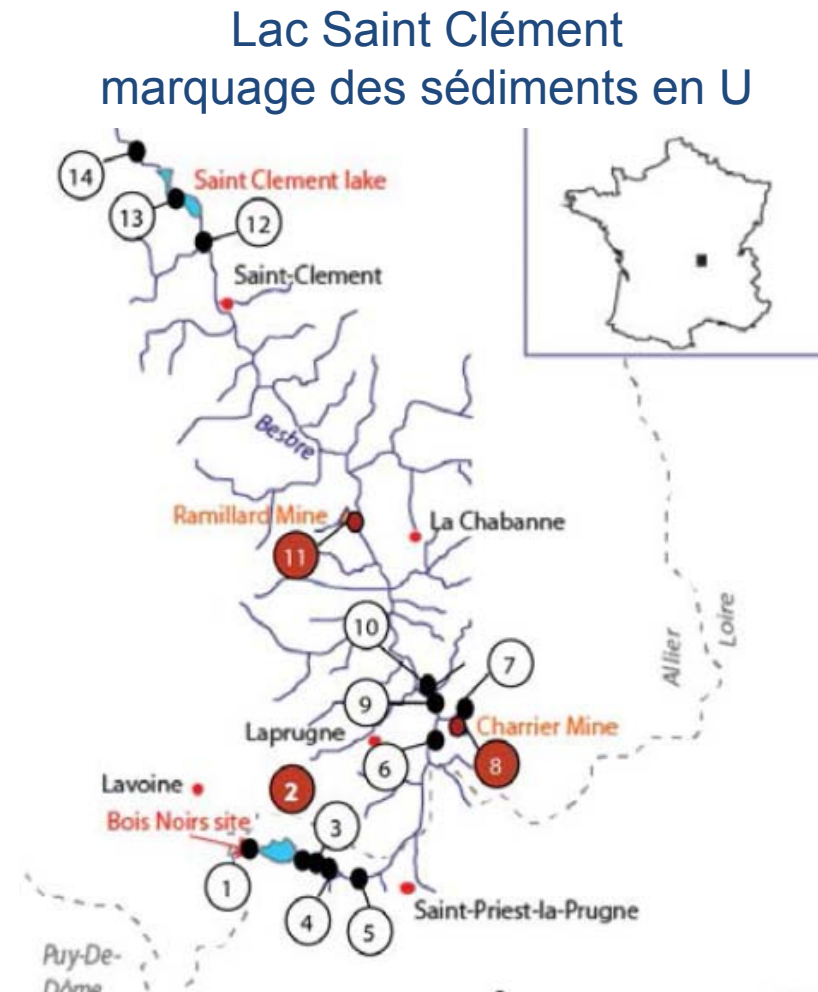 Lac Saint Clément
marquage des sédiments en U
14
Saint Clement lake
13
12
Saint-Clement
Besbre
Ramillard Mine
La Chabanne
11
10
7
Allier
Loire
9
Laprugne
Charrier Mine
6
8
Lavoine
2
Bois Noirs site
3
1
4
5
Saint-Priest-la-Prugne
Puy-De-
Dôme